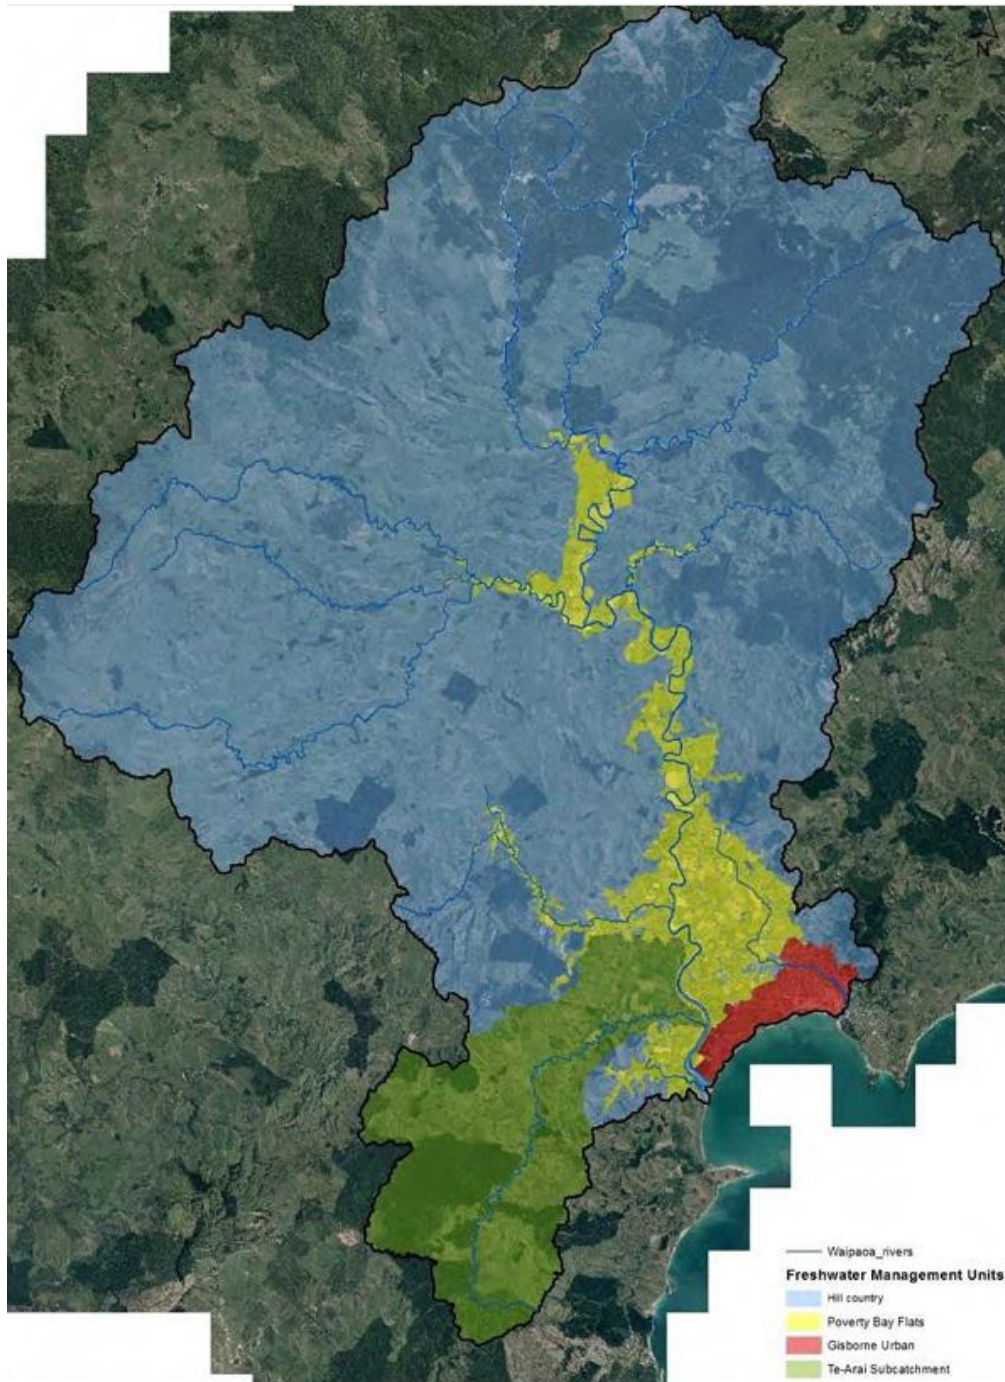 N
Waipaoa_rivers
Freshwater Management Units
Hill country
Poverty Bay Flats
Gisborne Urban
Te-Arai Subcatchment